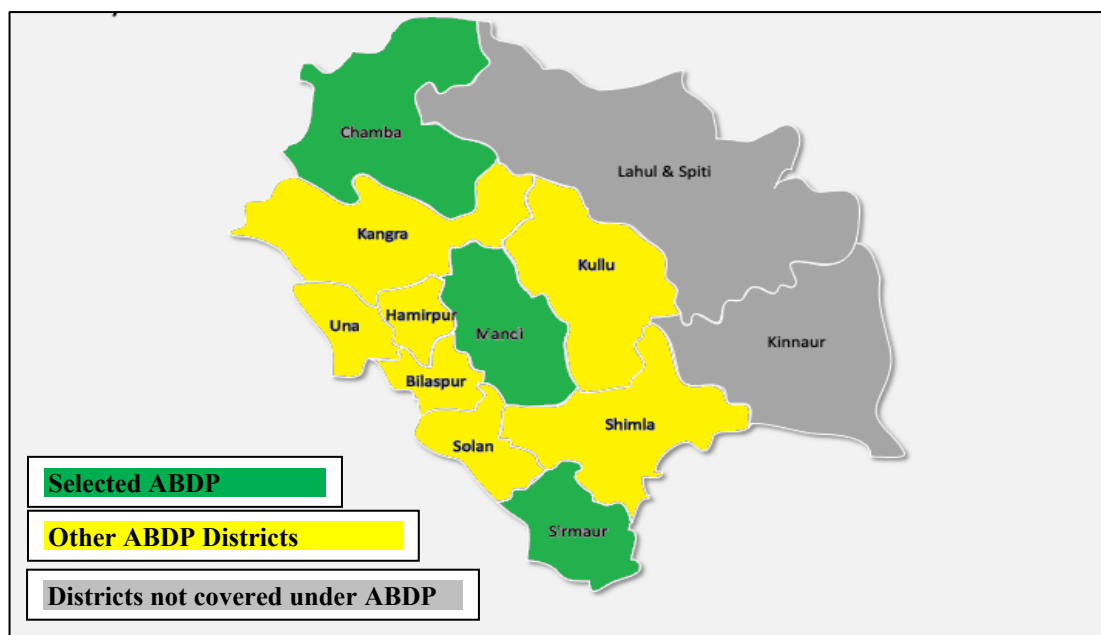 Chamba
Lahul & Spiti
Kangra
Kullu
Una
Hamirpur
Mandi
Kinnaur
Bilaspur
Shimla
Solan
Sirmaur
Selected ABDP
Other ABDP Districts
Districts not covered under ABDP